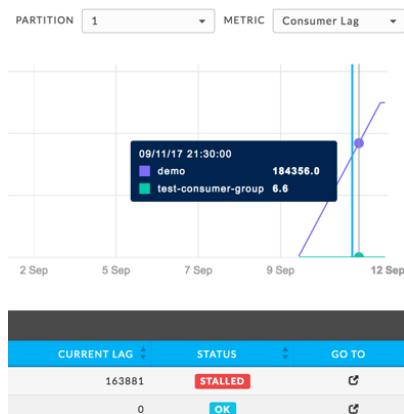 PARTITION 1 METRIC Consumer Lag
09/11/17 21:30:00
demo 184356.0
test-consumer-group 6.6
2 Sep 5 Sep 7 Sep 9 Sep 12 Sep
CURRENT LAG STATUS GO TO
163881 STALLED
0 OK